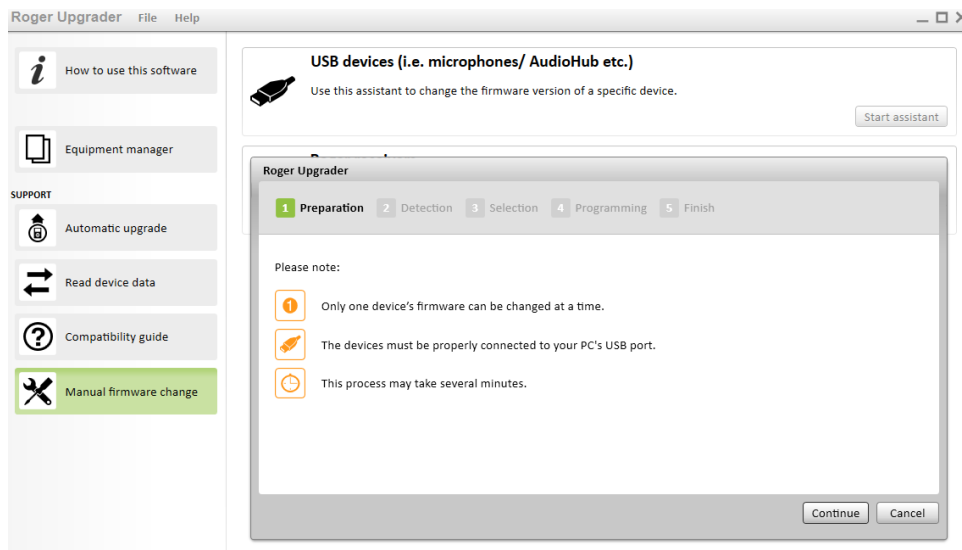 Roger Upgrader File Help
How to use this software
Equipment manager
SUPPORT
Automatic upgrade
Read device data
Compatibility guide
Manual firmware change
USB devices (i.e. microphones/ AudioHub etc.)
Use this assistant to change the firmware version of a specific device.
Start assistant
Roger Upgrader
1 Preparation 2 Detection 3 Selection 4 Programming 5 Finish
Please note:
1 Only one device's firmware can be changed at a time.
The devices must be properly connected to your PC's USB port.
This process may take several minutes.
Continue Cancel